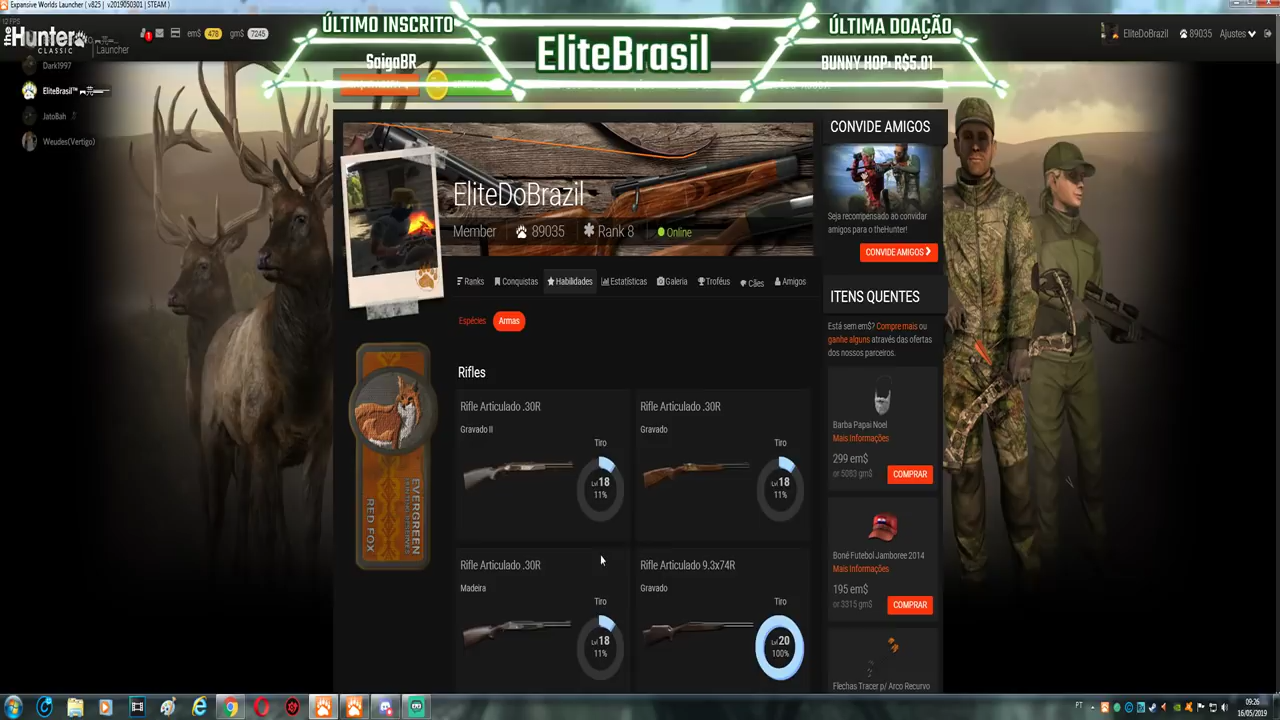 Expansive Worlds Launcher ( v825 | v2019050301 | STEAM )
12 FPS
theHunter
CLASSIC
Launcher
1
em$ 478
gm$ 7245
ÚLTIMO INSCRITO
SaigaBR
EliteBrasil
ÚLTIMA DOAÇÃO
BUNNY HOP: R$5.01
EliteDoBrazil
89035
Ajustes
Dark1997
EliteBrasil™
JatoBah
Weudes(Vertigo)
EliteDoBrazil
Member
89035
Rank 8
Online
Ranks
Conquistas
Habilidades
Estatísticas
Galeria
Troféus
Cães
Amigos
Espécies
Armas
EVERGREEN
RED FOX
Rifles
Rifle Articulado .30R
Gravado II
Tiro
Lvl 18
11%
Rifle Articulado .30R
Gravado
Tiro
Lvl 18
11%
Rifle Articulado .30R
Madeira
Tiro
Lvl 18
11%
Rifle Articulado 9.3x74R
Gravado
Tiro
Lvl 20
100%
CONVIDE AMIGOS
Seja recompensado ao convidar
amigos para o theHunter!
CONVIDE AMIGOS
ITENS QUENTES
Está sem em$? Compre mais ou
ganhe alguns através das ofertas
dos nossos parceiros.
Barba Papai Noel
Mais Informações
299 em$
or 5083 gm$
COMPRAR
Boné Futebol Jamboree 2014
Mais Informações
195 em$
or 3315 gm$
COMPRAR
Flechas Tracer p/ Arco Recurvo
PT
09:26
16/05/2019